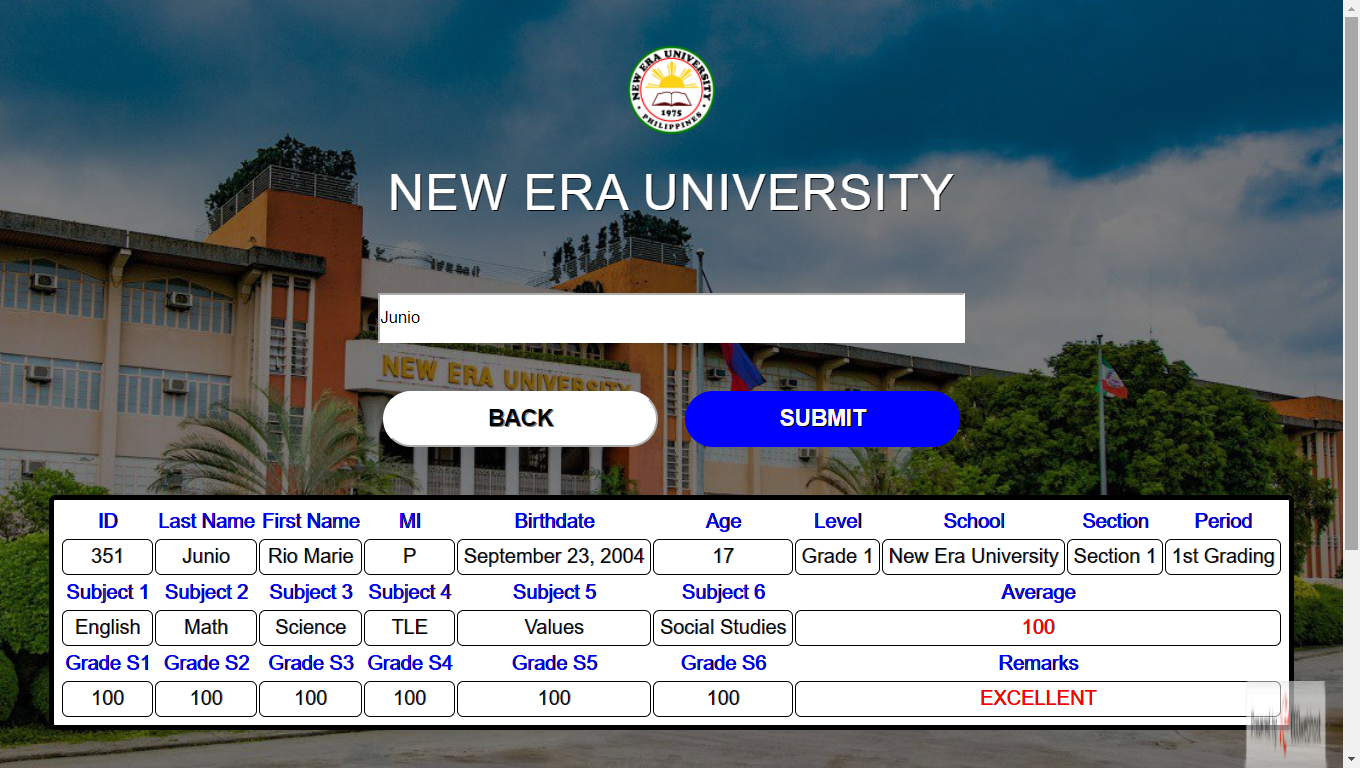 NEW ERA UNIVERSITY
1975
PHILIPPINES
NEW ERA UNIVERSITY
Junio
NEW ERA UNIVERSITY
BACK SUBMIT
ID Last Name First Name MI Birthdate Age Level School Section Period
351 Junio Rio Marie P September 23, 2004 17 Grade 1 New Era University Section 1 1st Grading
Subject 1 Subject 2 Subject 3 Subject 4 Subject 5 Subject 6 Average
English Math Science TLE Values Social Studies 100
Grade S1 Grade S2 Grade S3 Grade S4 Grade S5 Grade S6 Remarks
100 100 100 100 100 100 EXCELLENT